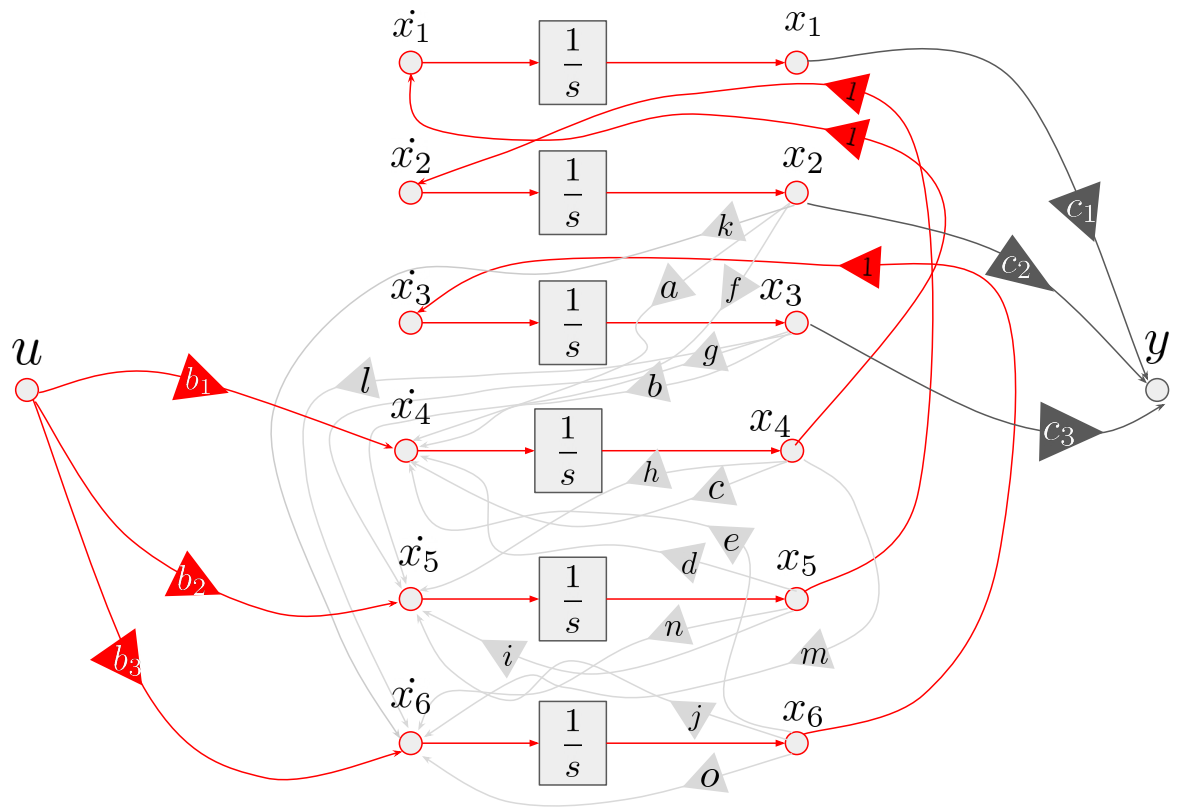 ẋ₁ 1/s x₁
1
1
ẋ₂ 1/s x₂
c₁
k
c₂
1
a f
ẋ₃ 1/s x₃
u y
g
b₁ l b
ẋ₄ 1/s x₄
c₃
h
c
e
d
ẋ₅ 1/s x₅
b₂
n
i m
b₃
ẋ₆ 1/s x₆
j
o